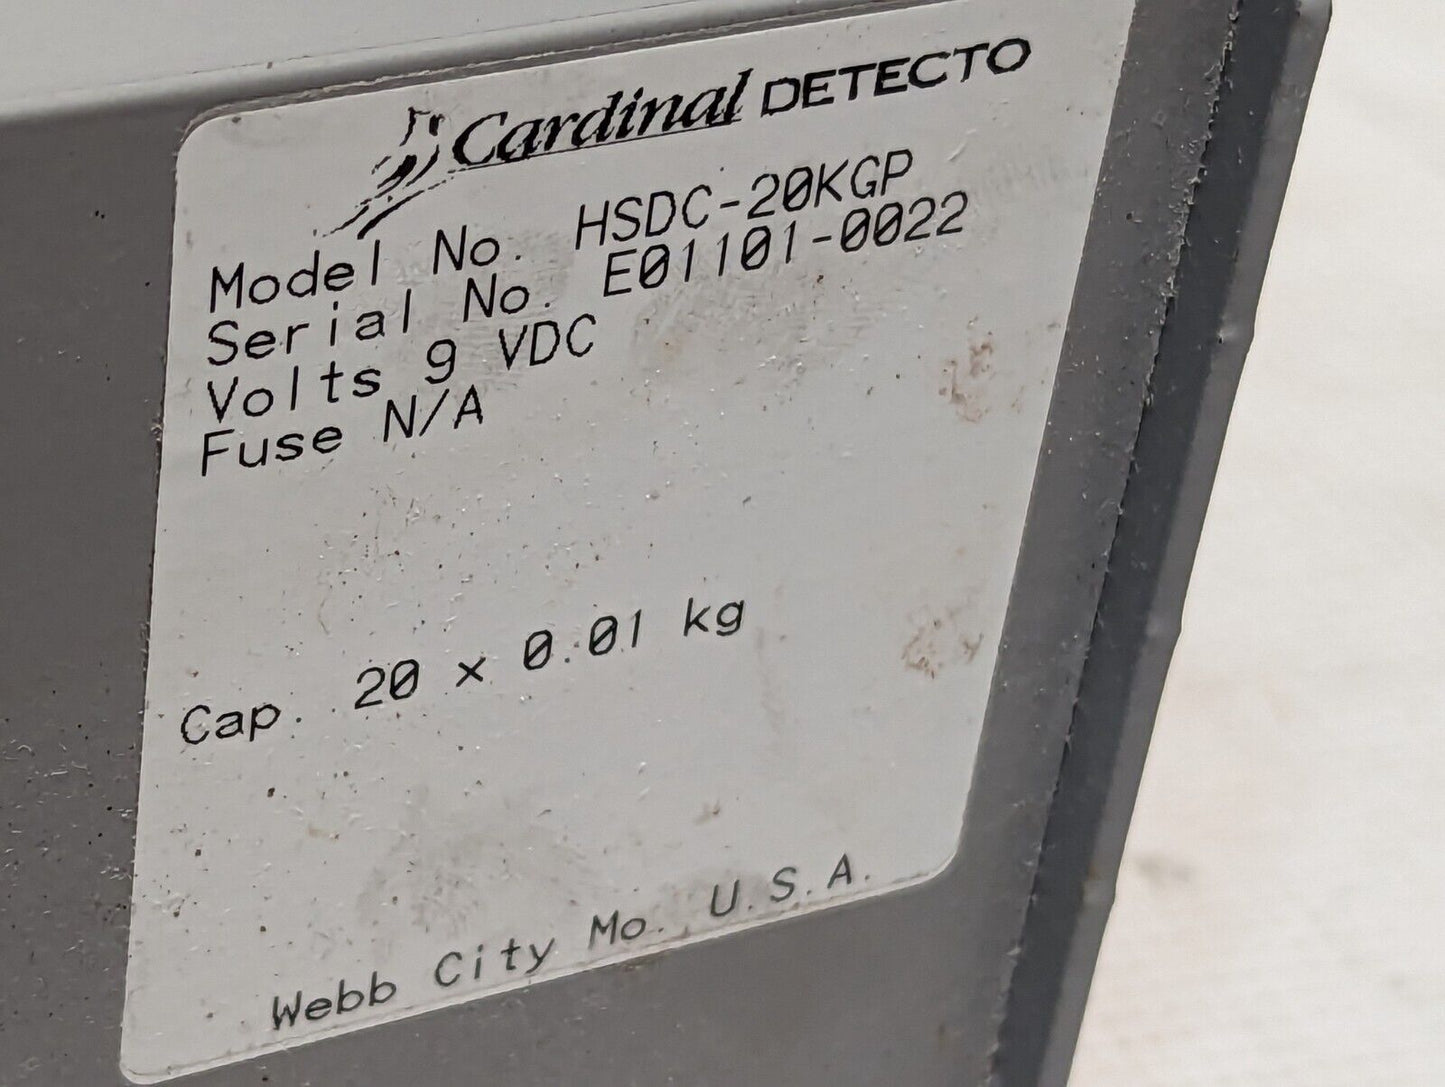 Cardinal DETECTO
Model No. HSDC-20KGP
Serial No. E01101-0022
Volts 9 VDC
Fuse N/A
Cap. 20 x 0.01 kg
Webb City Mo. U.S.A.